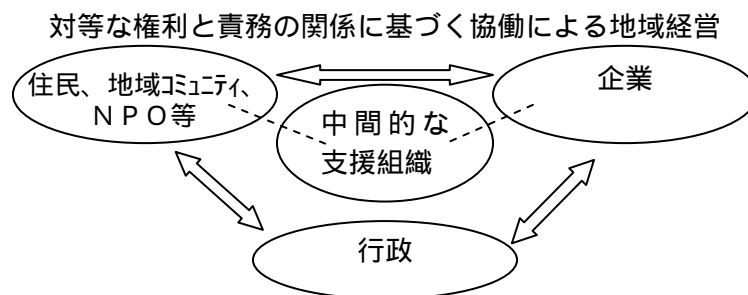 対等な権利と責務の関係に基づく協働による地域経営
住民、地域ｺﾐｭﾆﾃｨ、
ＮＰＯ等
企業
中間的な
支援組織
行政